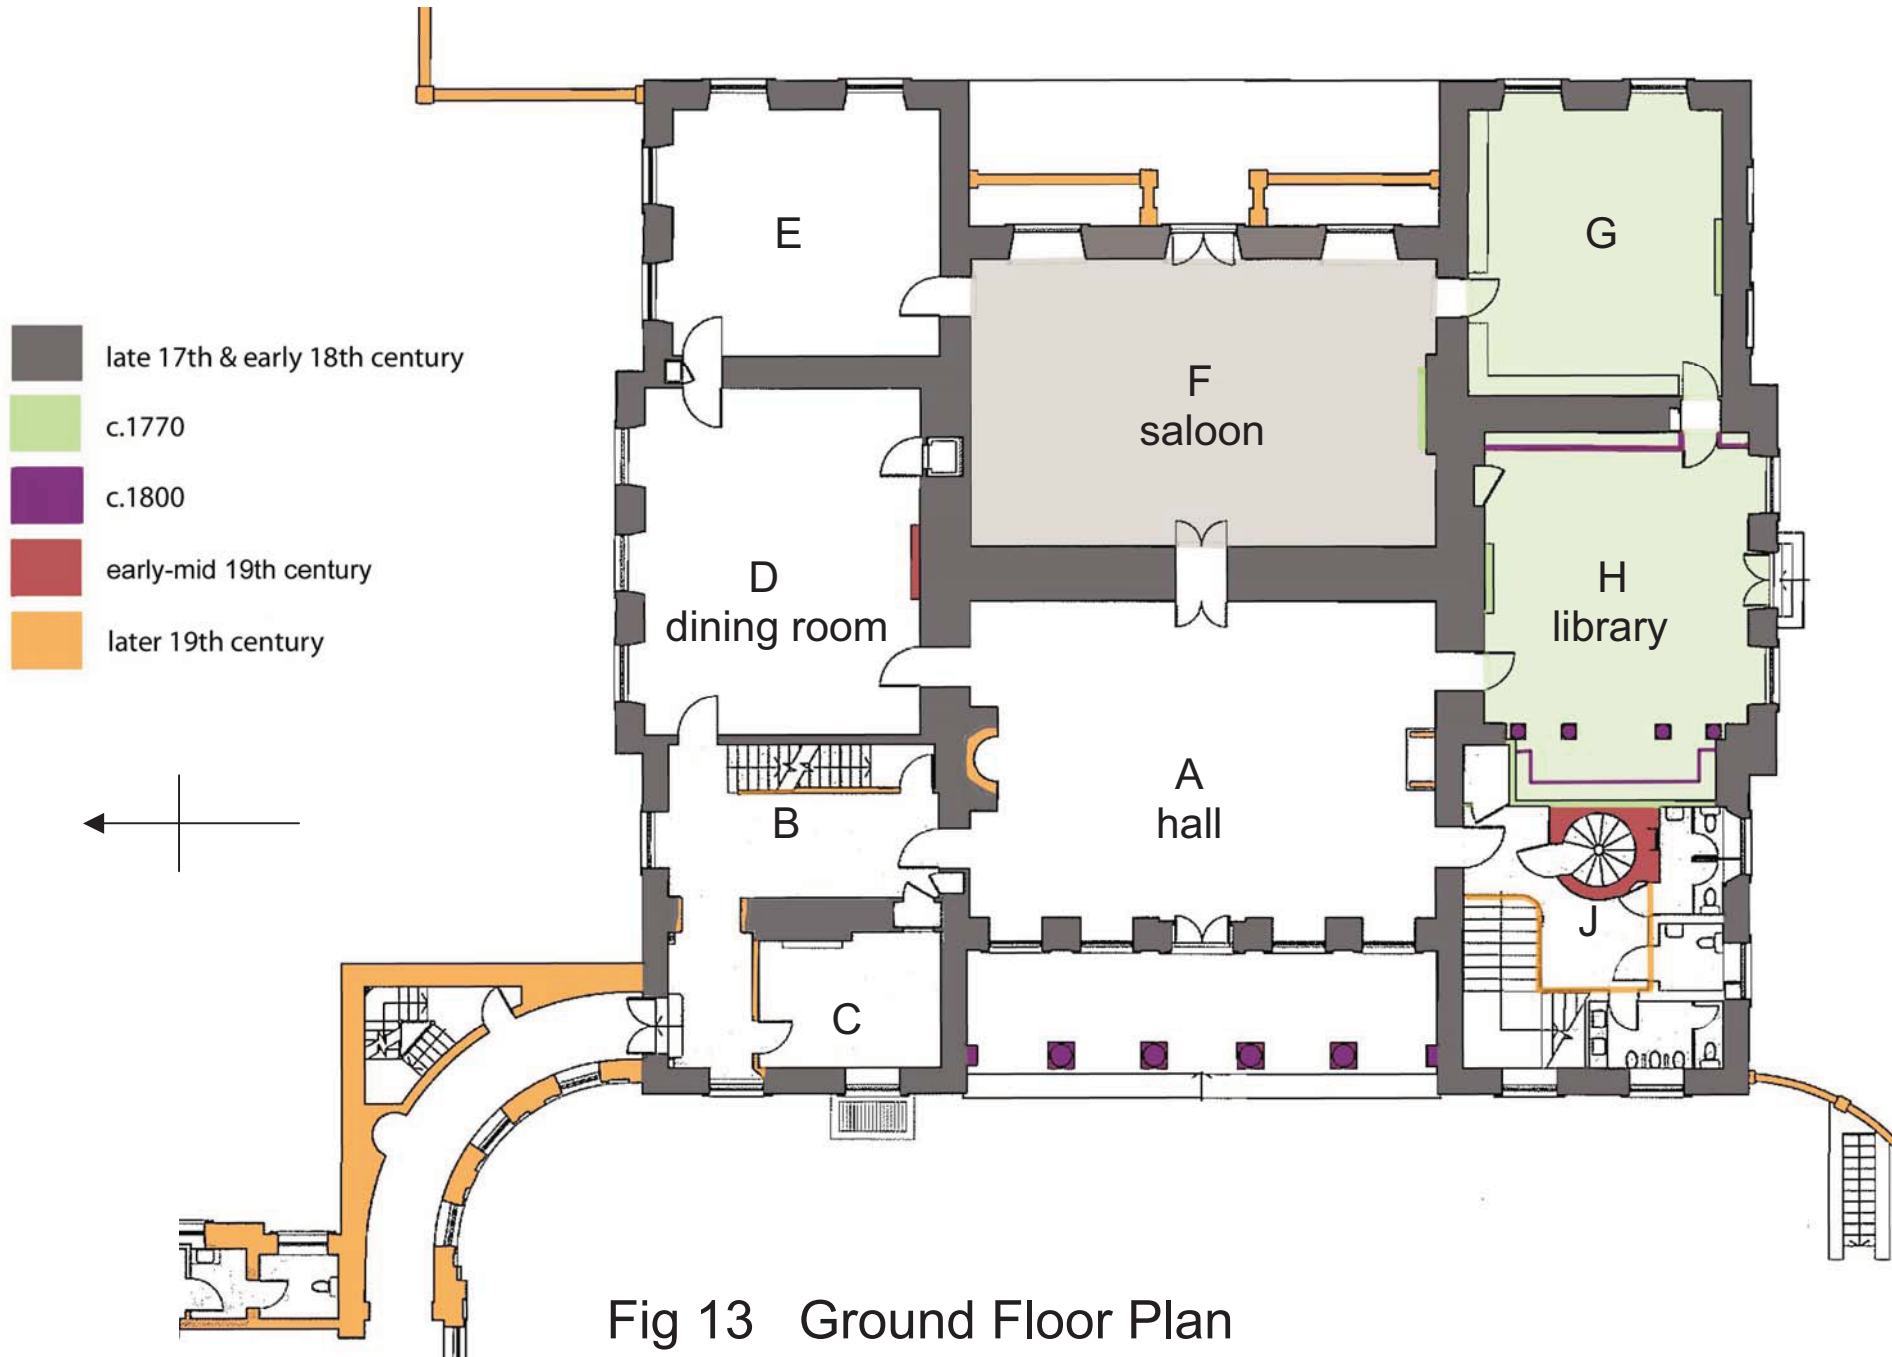 late 17th & early 18th century
c.1770
c.1800
early-mid 19th century
later 19th century
E
G
F
saloon
D
dining room
H
library
A
hall
B
C
J
Fig 13 Ground Floor Plan